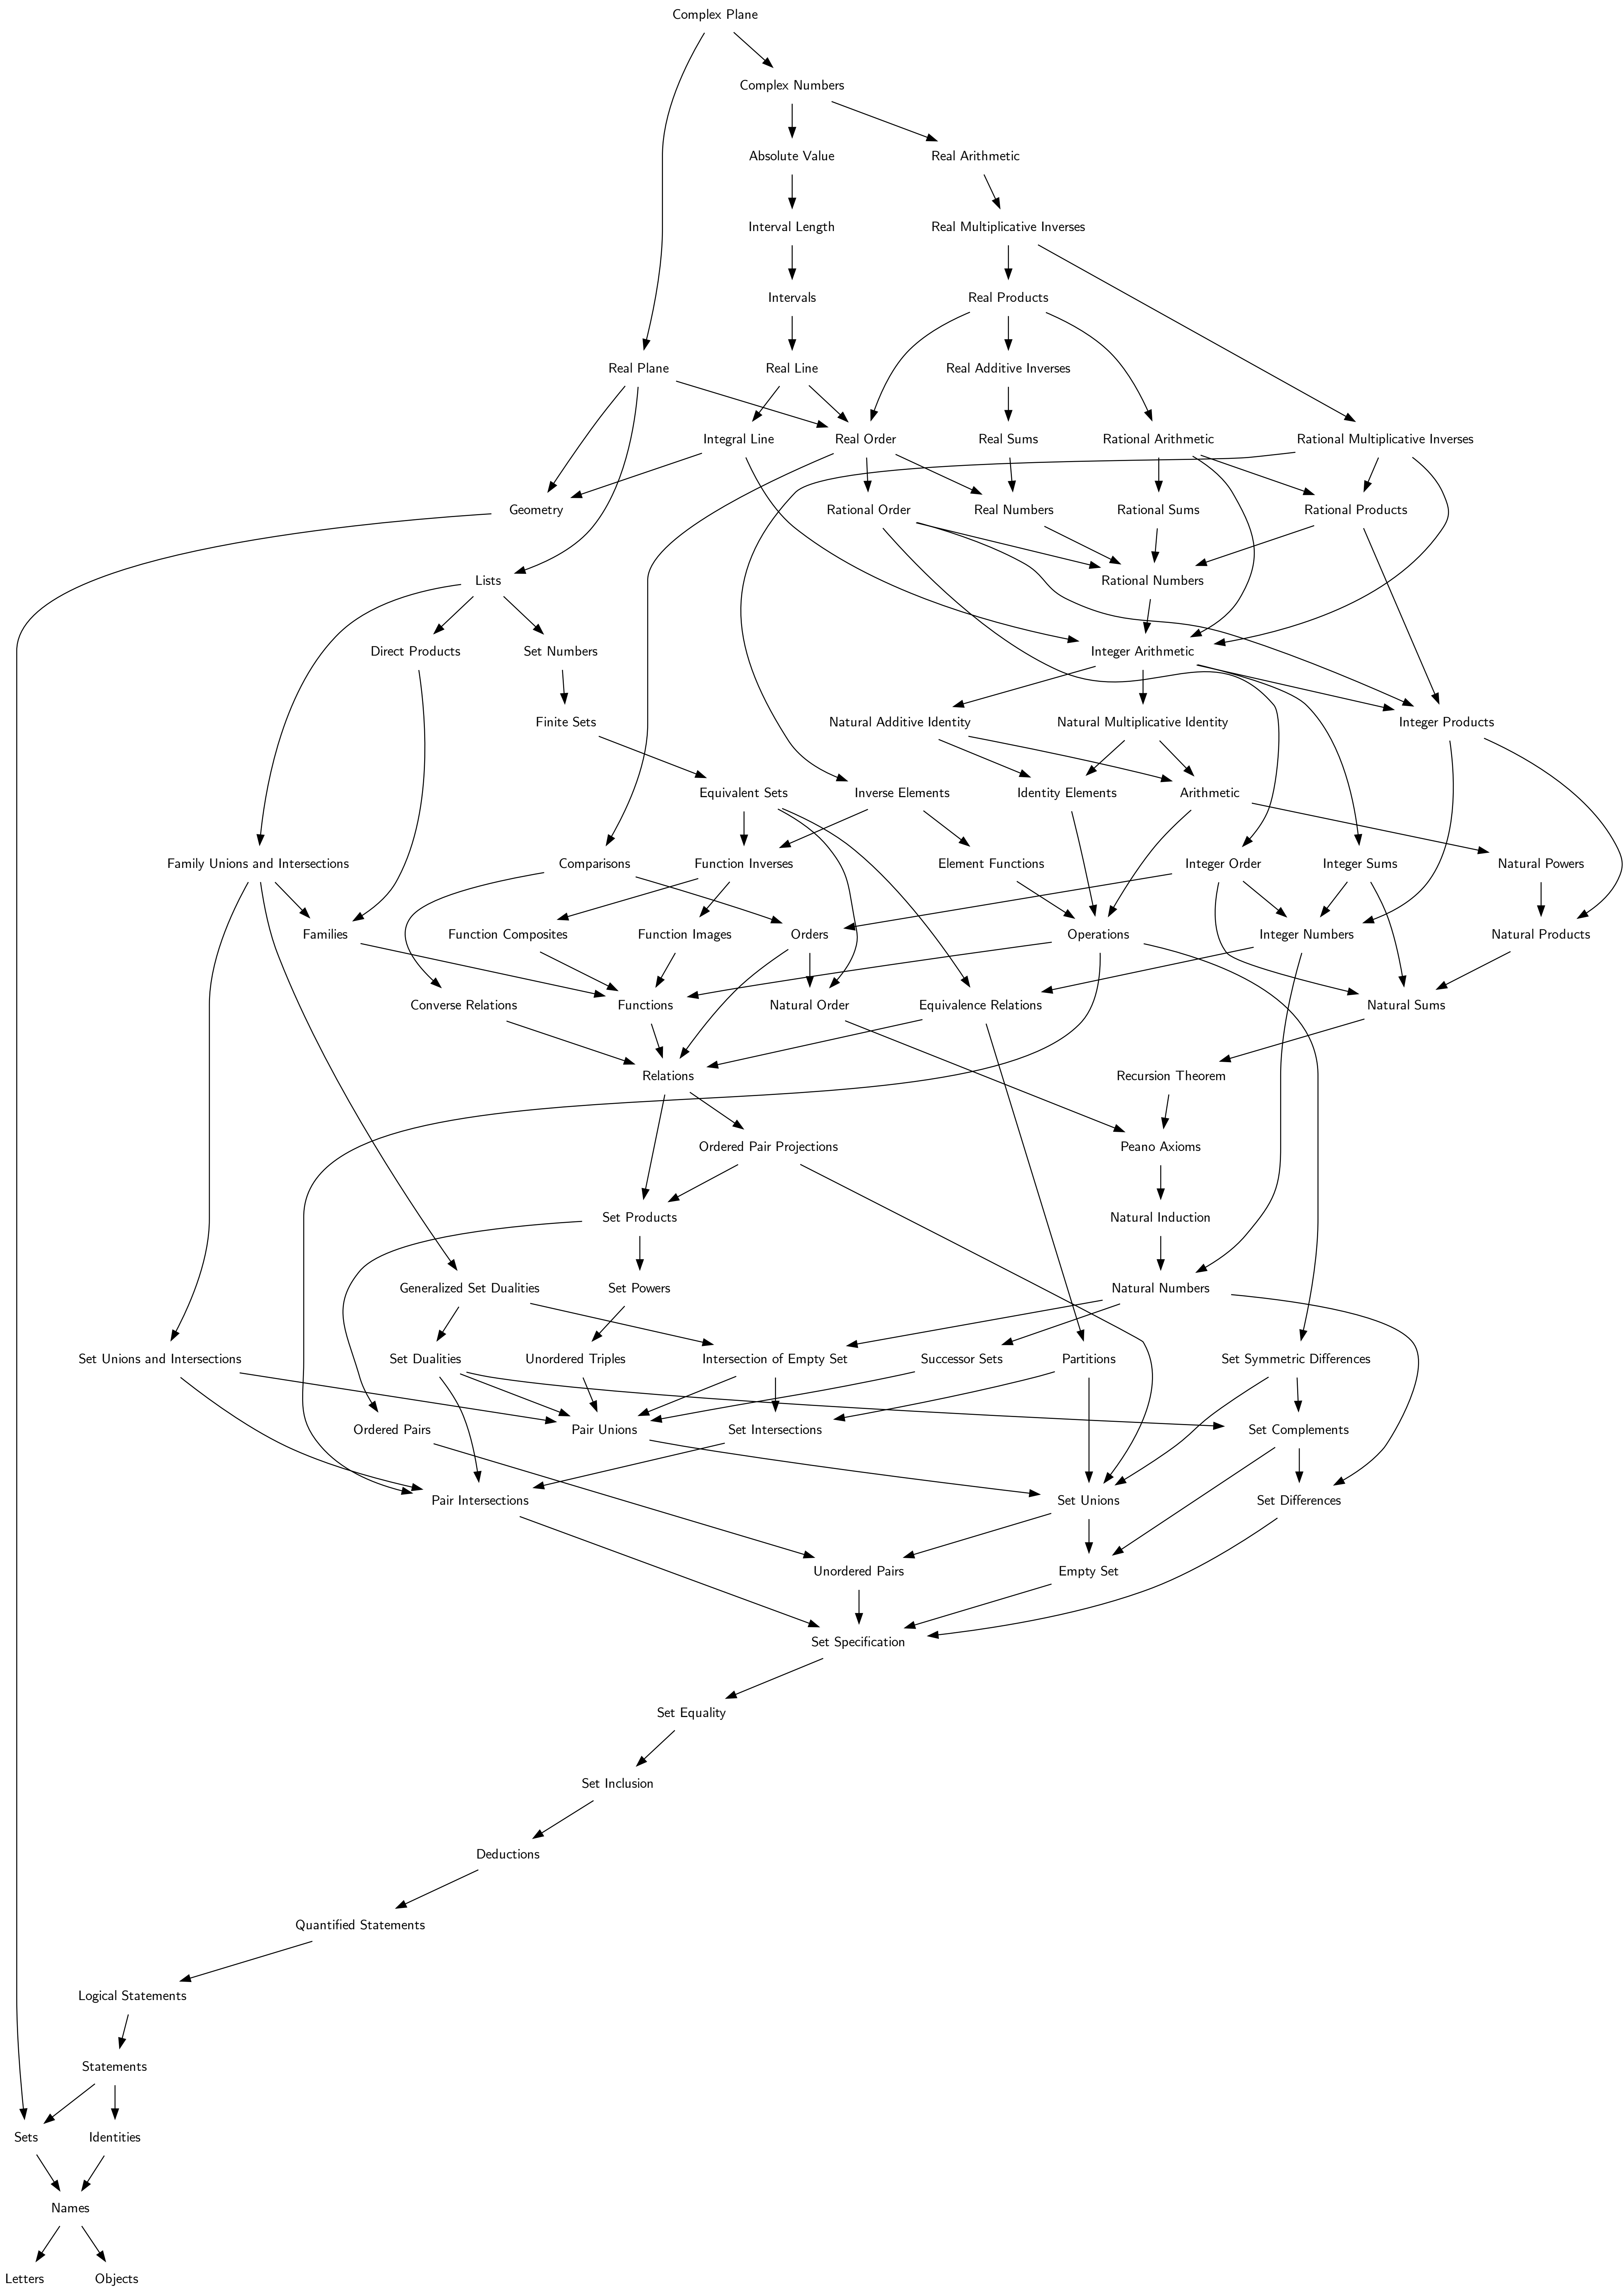 Complex Plane
Complex Numbers
Absolute Value
Real Arithmetic
Interval Length
Real Multiplicative Inverses
Intervals
Real Products
Real Plane
Real Line
Real Additive Inverses
Integral Line
Real Order
Real Sums
Rational Arithmetic
Rational Multiplicative Inverses
Geometry
Rational Order
Real Numbers
Rational Sums
Rational Products
Lists
Rational Numbers
Direct Products
Set Numbers
Integer Arithmetic
Finite Sets
Natural Additive Identity
Natural Multiplicative Identity
Integer Products
Equivalent Sets
Inverse Elements
Identity Elements
Arithmetic
Family Unions and Intersections
Comparisons
Function Inverses
Element Functions
Integer Order
Integer Sums
Natural Powers
Families
Function Composites
Function Images
Orders
Operations
Integer Numbers
Natural Products
Converse Relations
Functions
Natural Order
Equivalence Relations
Natural Sums
Relations
Recursion Theorem
Ordered Pair Projections
Peano Axioms
Set Products
Natural Induction
Generalized Set Dualities
Set Powers
Natural Numbers
Set Unions and Intersections
Set Dualities
Unordered Triples
Intersection of Empty Set
Successor Sets
Partitions
Set Symmetric Differences
Ordered Pairs
Pair Unions
Set Intersections
Set Complements
Pair Intersections
Set Unions
Set Differences
Unordered Pairs
Empty Set
Set Specification
Set Equality
Set Inclusion
Deductions
Quantified Statements
Logical Statements
Statements
Sets
Identities
Names
Letters
Objects